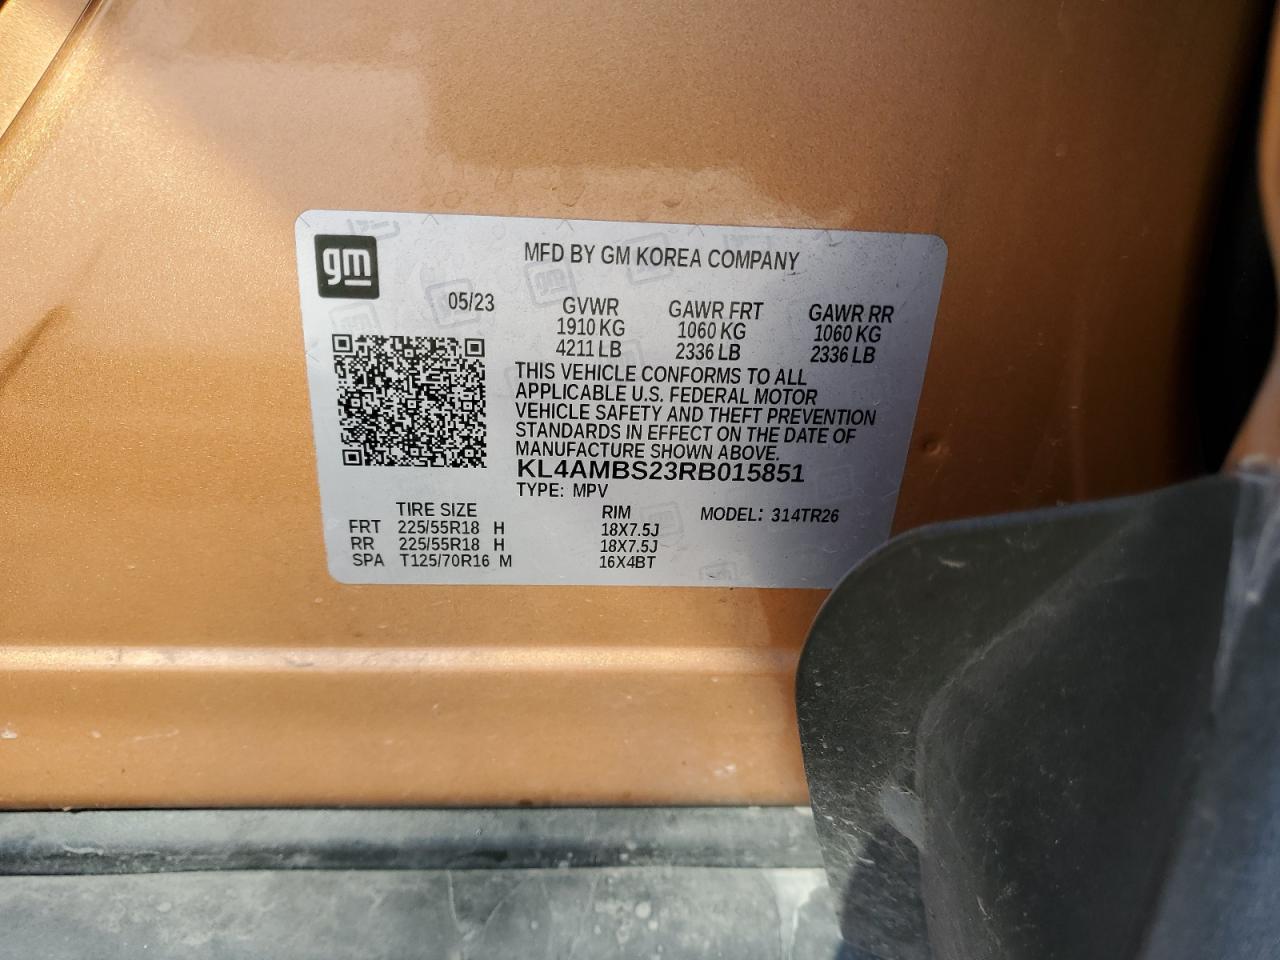 gm
MFD BY GM KOREA COMPANY
05/23
GVWR GAWR FRT GAWR RR
1910 KG 1060 KG 1060 KG
4211 LB 2336 LB 2336 LB
THIS VEHICLE CONFORMS TO ALL
APPLICABLE U.S. FEDERAL MOTOR
VEHICLE SAFETY AND THEFT PREVENTION
STANDARDS IN EFFECT ON THE DATE OF
MANUFACTURE SHOWN ABOVE.
KL4AMBS23RB015851
TYPE: MPV
TIRE SIZE RIM MODEL: 314TR26
FRT 225/55R18 H 18X7.5J
RR 225/55R18 H 18X7.5J
SPA T125/70R16 M 16X4BT